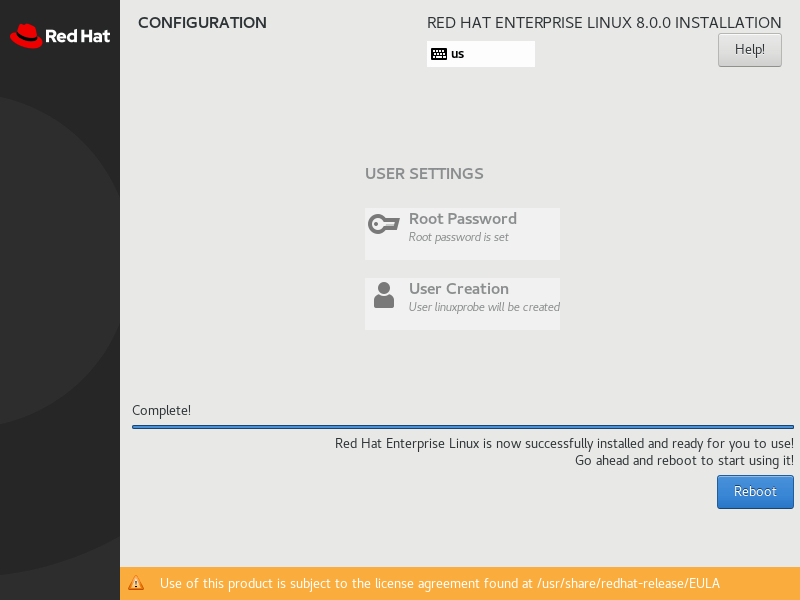 Red Hat
CONFIGURATION
RED HAT ENTERPRISE LINUX 8.0.0 INSTALLATION
us
Help!
USER SETTINGS
Root Password
Root password is set
User Creation
User linuxprobe will be created
Complete!
Red Hat Enterprise Linux is now successfully installed and ready for you to use!
Go ahead and reboot to start using it!
Reboot
Use of this product is subject to the license agreement found at /usr/share/redhat-release/EULA